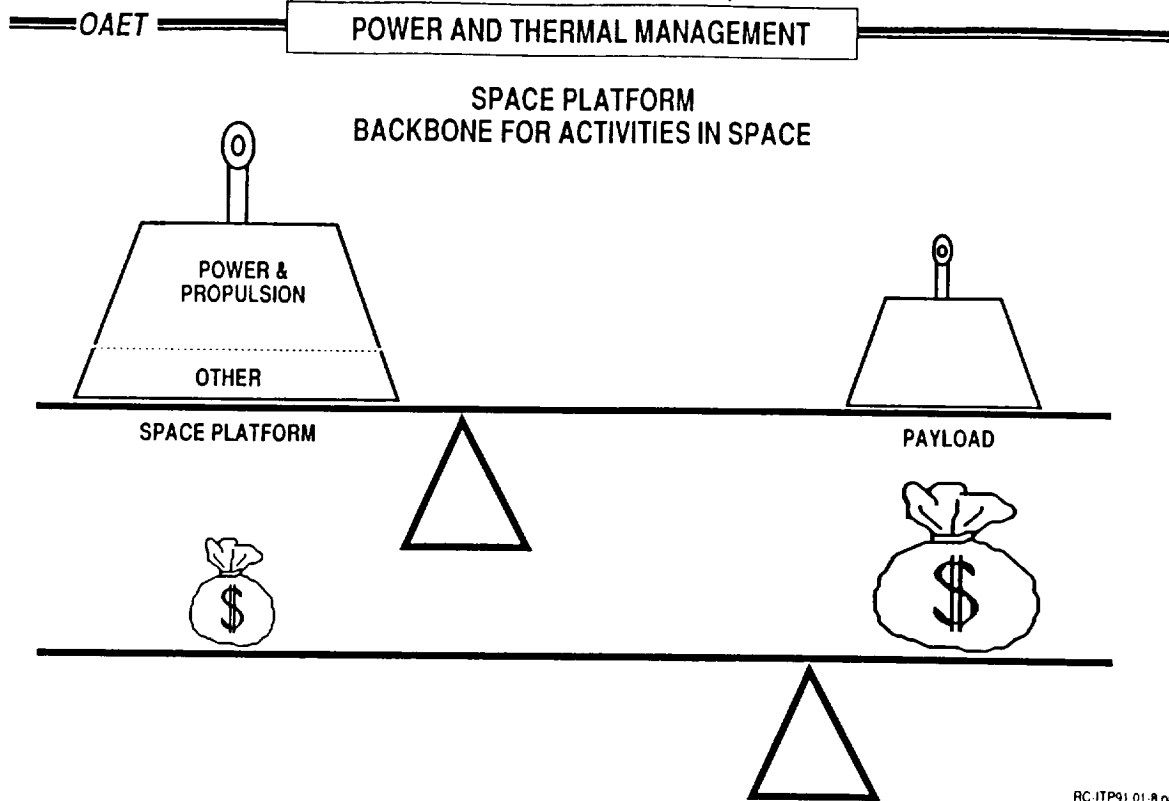 OAET
POWER AND THERMAL MANAGEMENT
SPACE PLATFORM
BACKBONE FOR ACTIVITIES IN SPACE
POWER &
PROPULSION
OTHER
SPACE PLATFORM
PAYLOAD
$
$